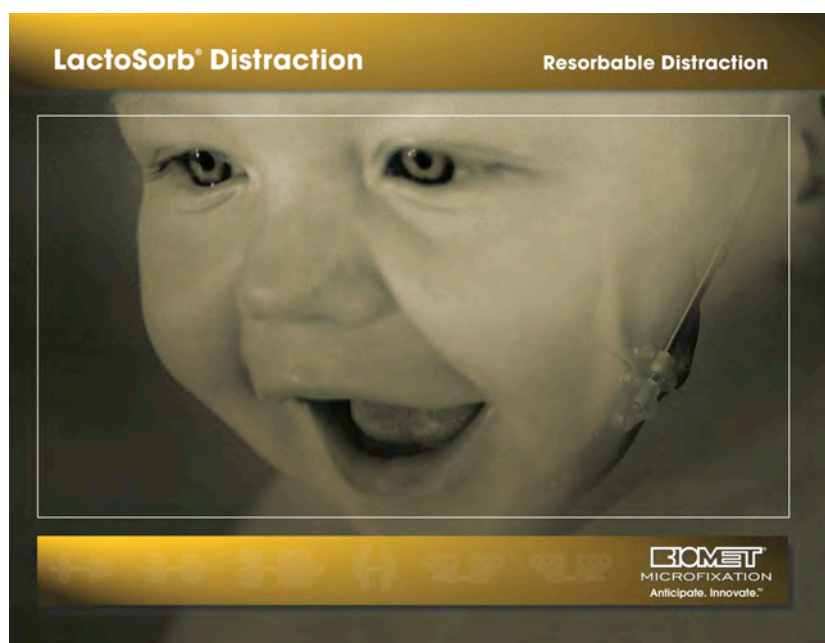 LactoSorb® Distraction
Resorbable Distraction
BIOMET®
MICROFIXATION
Anticipate. Innovate.™